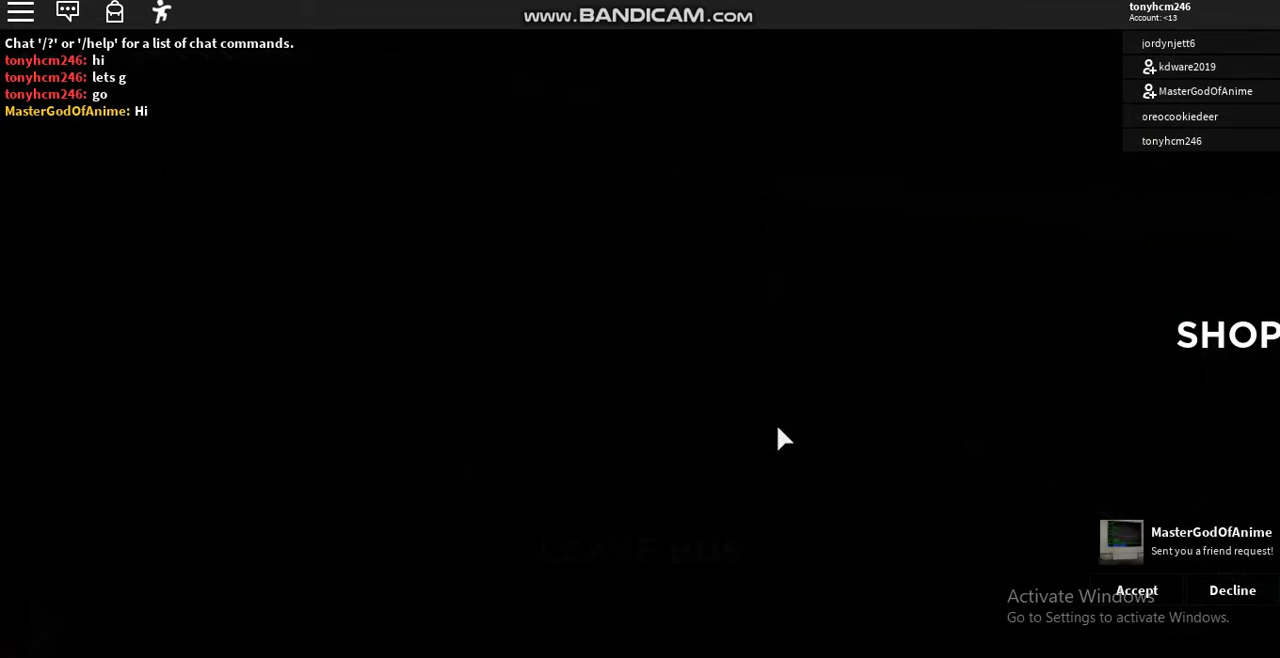 www.BANDICAM.com
tonyhcm246
Account: <13
Chat '/?' or '/help' for a list of chat commands.
tonyhcm246: hi
tonyhcm246: lets g
tonyhcm246: go
MasterGodOfAnime: Hi
jordynjett6
kdware2019
MasterGodOfAnime
oreocookiedeer
tonyhcm246
SHOP
LEAVE BUS
MasterGodOfAnime
Sent you a friend request!
Accept
Decline
Activate Windows
Go to Settings to activate Windows.